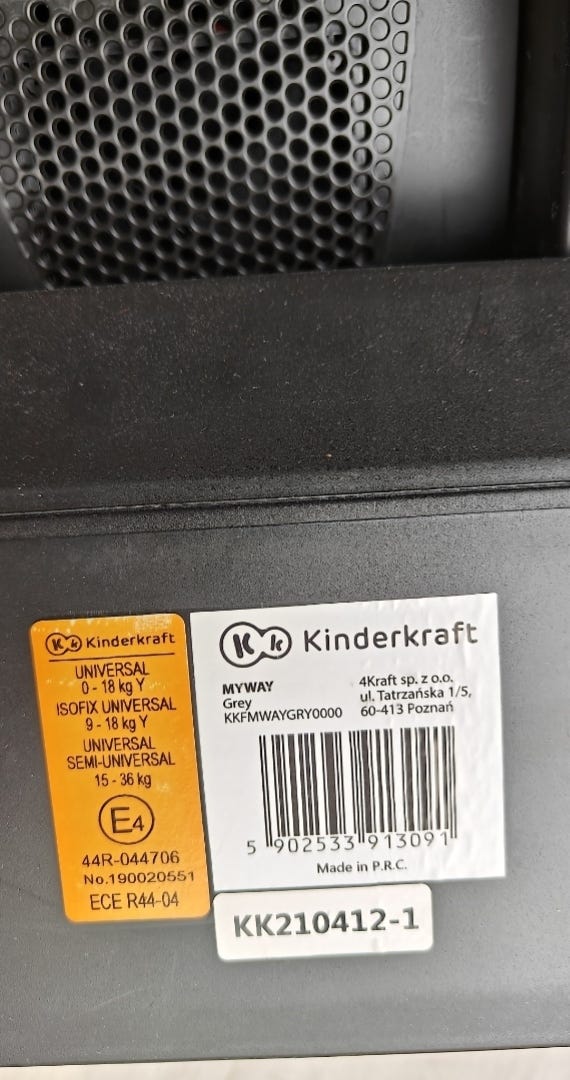 Kk Kinderkraft
UNIVERSAL
0 - 18 kg Y
ISOFIX UNIVERSAL
9 - 18 kg Y
UNIVERSAL
SEMI-UNIVERSAL
15 - 36 kg
E4
44R-044706
No.190020551
ECE R44-04
Kk Kinderkraft
MYWAY
Grey
KKFMWAYGRY0000
4Kraft sp. z o.o.
ul. Tatrzańska 1/5,
60-413 Poznań
5 902533 913091
Made in P.R.C.
KK210412-1